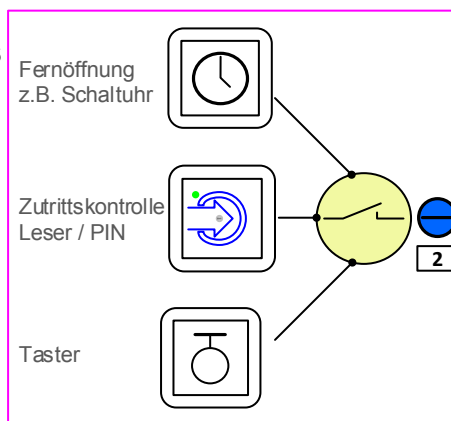 Fernöffnung
z.B. Schaltuhr
Zutrittskontrolle
Leser / PIN
2
Taster